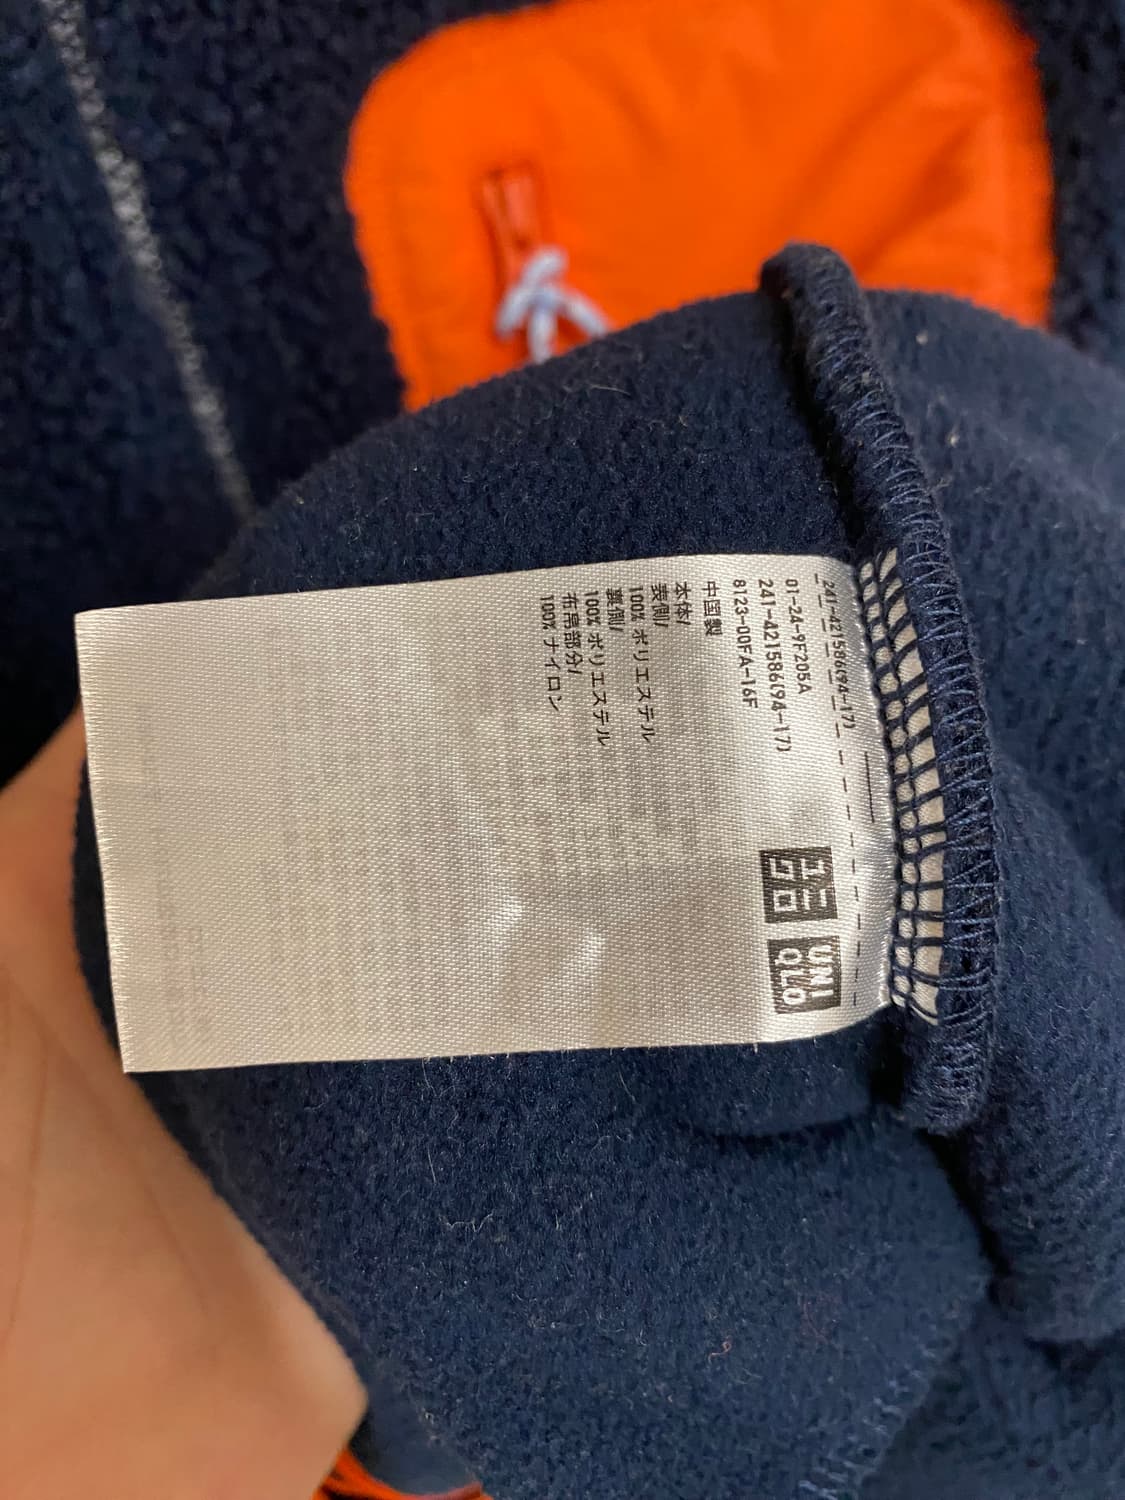 241-421586(94-17)
01-24-9F205A
241-421586(94-17)
8123-00FA-16F
中国製
本体/
表側/
100% ポリエステル
裏側/
100% ポリエステル
布帛部分/
100% ナイロン
ユニ
クロ
UNI
QLO